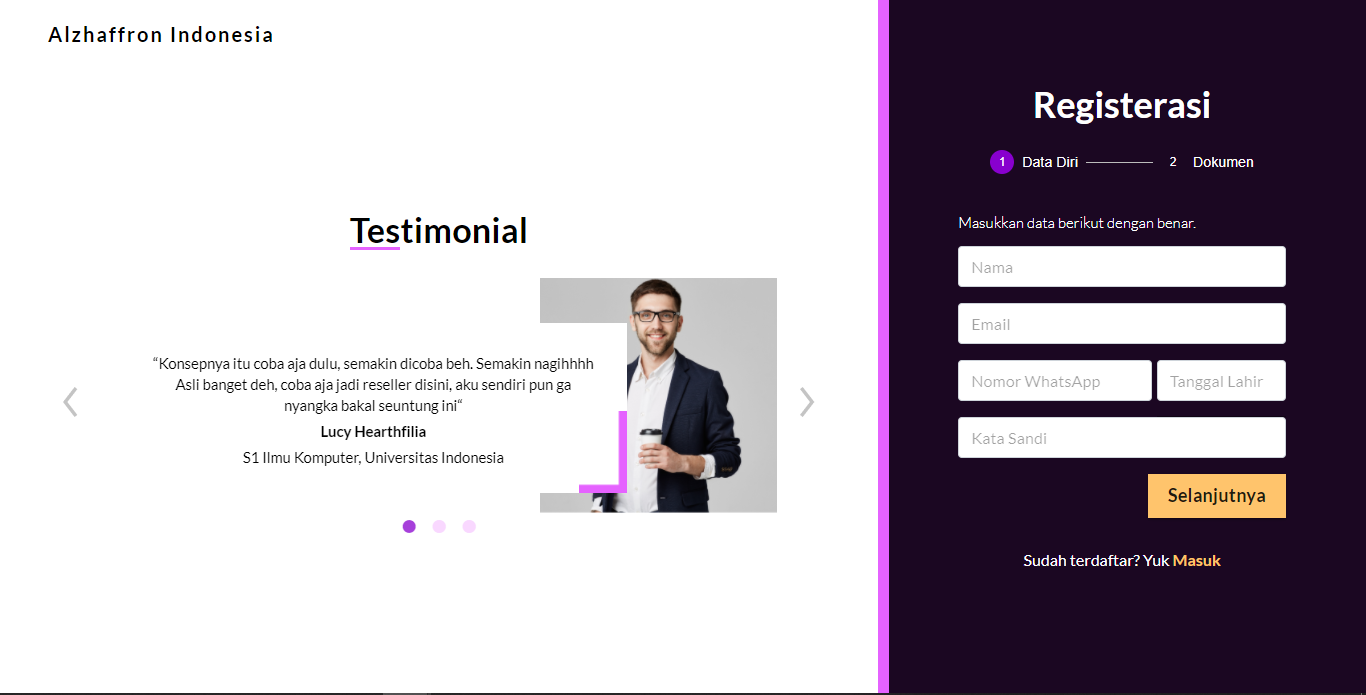 Alzhaffron Indonesia
Testimonial
“Konsepnya itu coba aja dulu, semakin dicoba beh. Semakin nagihhhh
Asli banget deh, coba aja jadi reseller disini, aku sendiri pun ga
nyangka bakal seuntung ini“
Lucy Hearthfilia
S1 Ilmu Komputer, Universitas Indonesia
Registerasi
1 Data Diri 2 Dokumen
Masukkan data berikut dengan benar.
Nama
Email
Nomor WhatsApp Tanggal Lahir
Kata Sandi
Selanjutnya
Sudah terdaftar? Yuk Masuk